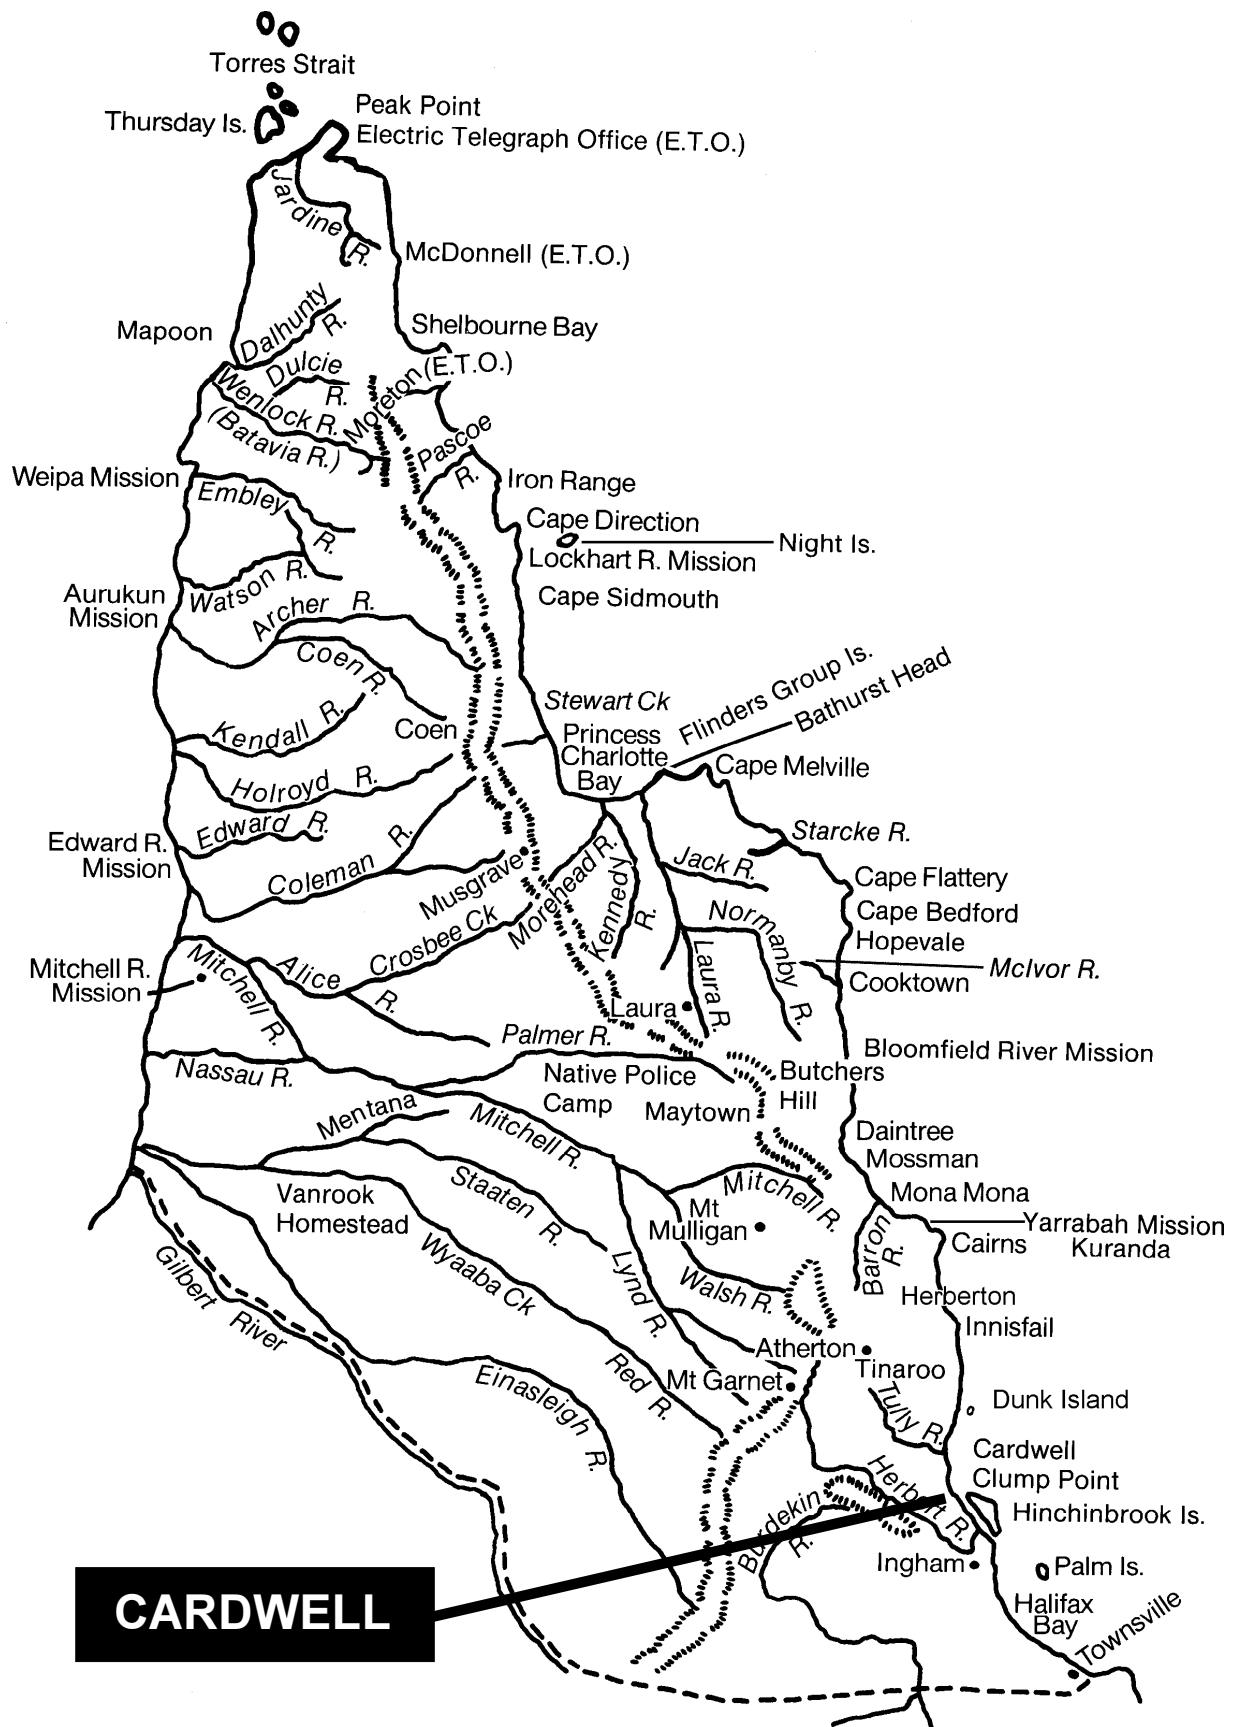 Torres Strait
Thursday Is.
Peak Point
Electric Telegraph Office (E.T.O.)
Jardine
R.
McDonnell (E.T.O.)
Mapoon
Dalhunty
R.
Shelbourne Bay
Dulcie
R.
Moreton (E.T.O.)
Wenlock R.
(Batavia R.)
Pascoe
R.
Weipa Mission
Embley
R.
Iron Range
Cape Direction
Night Is.
Lockhart R. Mission
Cape Sidmouth
Aurukun
Mission
Watson R.
Archer R.
Coen R.
Kendall R.
Coen
Stewart Ck
Princess
Charlotte
Bay
Flinders Group Is.
Bathurst Head
Cape Melville
Holroyd R.
Edward R.
Edward R.
Mission
Coleman R.
Musgrave
Morehead R.
Kennedy
R.
Jack R.
Starcke R.
Cape Flattery
Cape Bedford
Hopevale
McIvor R.
Cooktown
Normanby
R.
Laura R.
Laura
Crosbee Ck
Alice
R.
Mitchell R.
Mission
Mitchell R.
Nassau R.
Palmer R.
Native Police
Camp
Maytown
Butchers
Hill
Bloomfield River Mission
Daintree
Mossman
Mona Mona
Yarrabah Mission
Kuranda
Cairns
Mentana
Mitchell R.
Mitchell R.
Vanrook
Homestead
Staaten R.
Mt
Mulligan
Barron
R.
Wyaaba Ck
Lynd R.
Walsh R.
Herberton
Innisfail
Gilbert
River
Atherton
Tinaroo
Einasleigh
R.
Red R.
Mt Garnet
Tully R.
Dunk Island
Cardwell
Clump Point
Hinchinbrook Is.
Herbert R.
Burdekin
R.
Ingham
Palm Is.
Halifax
Bay
Townsville
CARDWELL